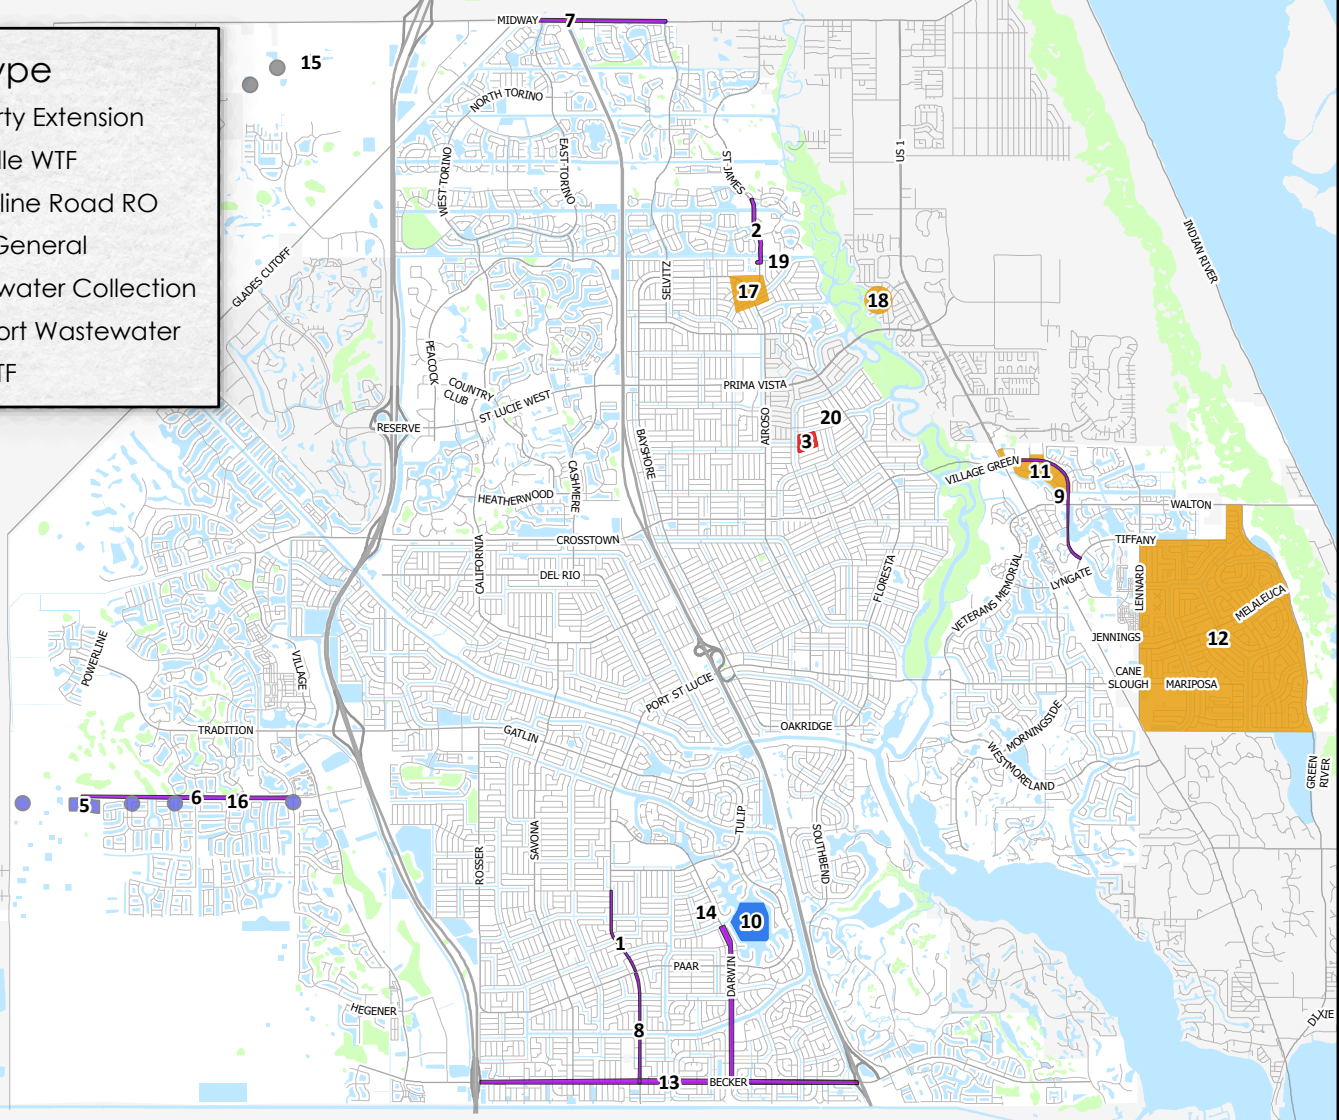 MIDWAY
7
15
General
NORTH TORINO
EAST TORINO
WEST TORINO
ST JAMES
US 1
2
19
17
18
SELVITZ
GLADES CUTOFF
INDIAN RIVER
PEACOCK
COUNTRY
CLUB
ST LUCIE WEST
PRIMA VISTA
RESERVE
AIROSO
20
3
BAYSHORE
CASHMERE
HEATHERWOOD
VILLAGE GREEN
11
9
WALTON
CALIFORNIA
CROSSTOWN
DEL RIO
TIFFANY
FLORESTA
VETERANS MEMORIAL
LYNGATE
LENNARD
MELALEUCA
12
JENNINGS
CANE
SLOUGH
MARIPOSA
POWERLINE
VILLAGE
PORT ST LUCIE
TRADITION
GATLIN
OAKRIDGE
MORNINGSIDE
WESTMORELAND
GREEN
RIVER
5
6
16
ROSSER
SAVONA
TULIP
SOUTHBEND
14
10
1
PAAR
DARWIN
HEGENER
8
13
BECKER
DIXIE
ype
rty Extension
lle WTF
line Road RO
water Collection
ort Wastewater
TF